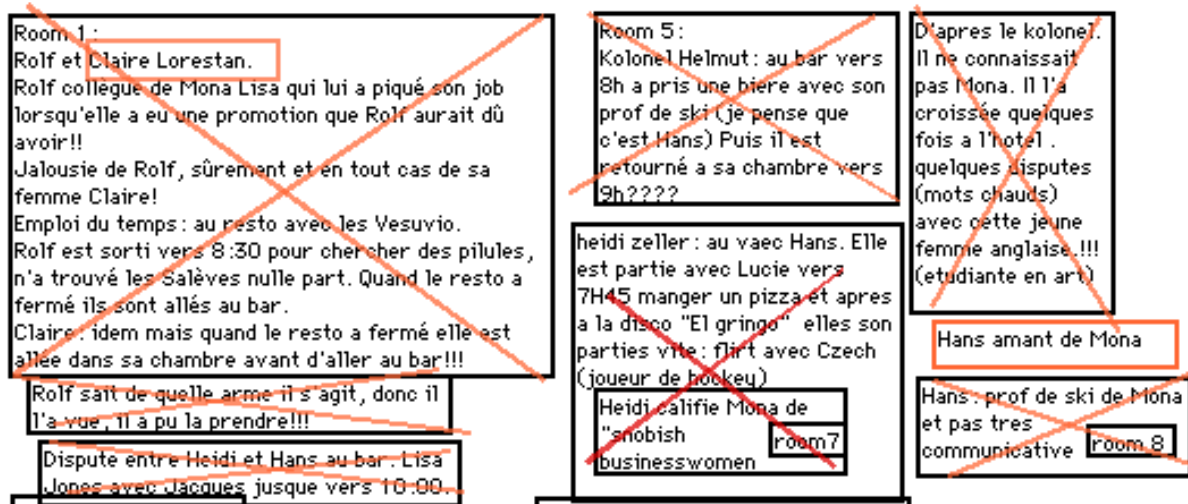 Room 1 :
Rolf et Claire Lorestan.
Rolf collègue de Mona Lisa qui lui a piqué son job
lorsqu'elle a eu une promotion que Rolf aurait dû
avoir!!
Jalousie de Rolf, sûrement et en tout cas de sa
femme Claire!
Emploi du temps : au resto avec les Vesuvio.
Rolf est sorti vers 8:30 pour chercher des pilules,
n'a trouvé les Salèves nulle part. Quand le resto a
fermé ils sont allés au bar.
Claire : idem mais quand le resto a fermé elle est
allée dans sa chambre avant d'aller au bar!!!
Rolf sait de quelle arme il s'agit, donc il
l'a vue, il a pu la prendre!!!
Dispute entre Heidi et Hans au bar. Lisa
Jones avec Jacques jusque vers 10:00.
Room 5 :
Kolonel Helmut : au bar vers
8h a pris une biere avec son
prof de ski (je pense que
c'est Hans) Puis il est
retourné a sa chambre vers
9h????
heidi zeller : au vaec Hans. Elle
est partie avec Lucie vers
7H45 manger un pizza et apres
a la disco "El gringo" elles son
parties vite : flirt avec Czech
(joueur de hockey)
Heidi califie Mona de
"snobish
businesswomen
room7
D'apres le kolonel.
Il ne connaissait
pas Mona. Il l'a
croissée quelques
fois a l'hotel .
quelques disputes
(mots chauds)
avec cette jeune
femme anglaise.!!!
(etudiante en art)
Hans amant de Mona
Hans : prof de ski de Mona
et pas tres
communicative
room 8